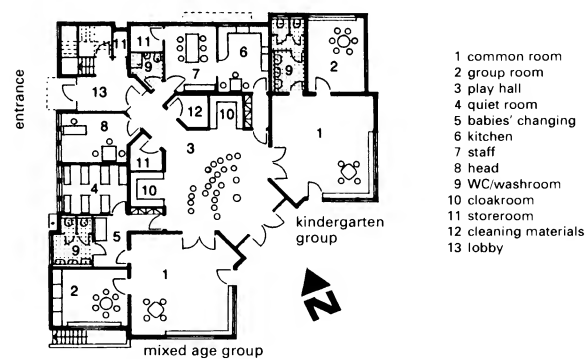 entrance
11
11
9
7
6
9
2
13
12
10
8
3
1
11
4
10
5
9
kindergarten
group
2
1
N
mixed age group
1 common room
2 group room
3 play hall
4 quiet room
5 babies' changing
6 kitchen
7 staff
8 head
9 WC/washroom
10 cloakroom
11 storeroom
12 cleaning materials
13 lobby